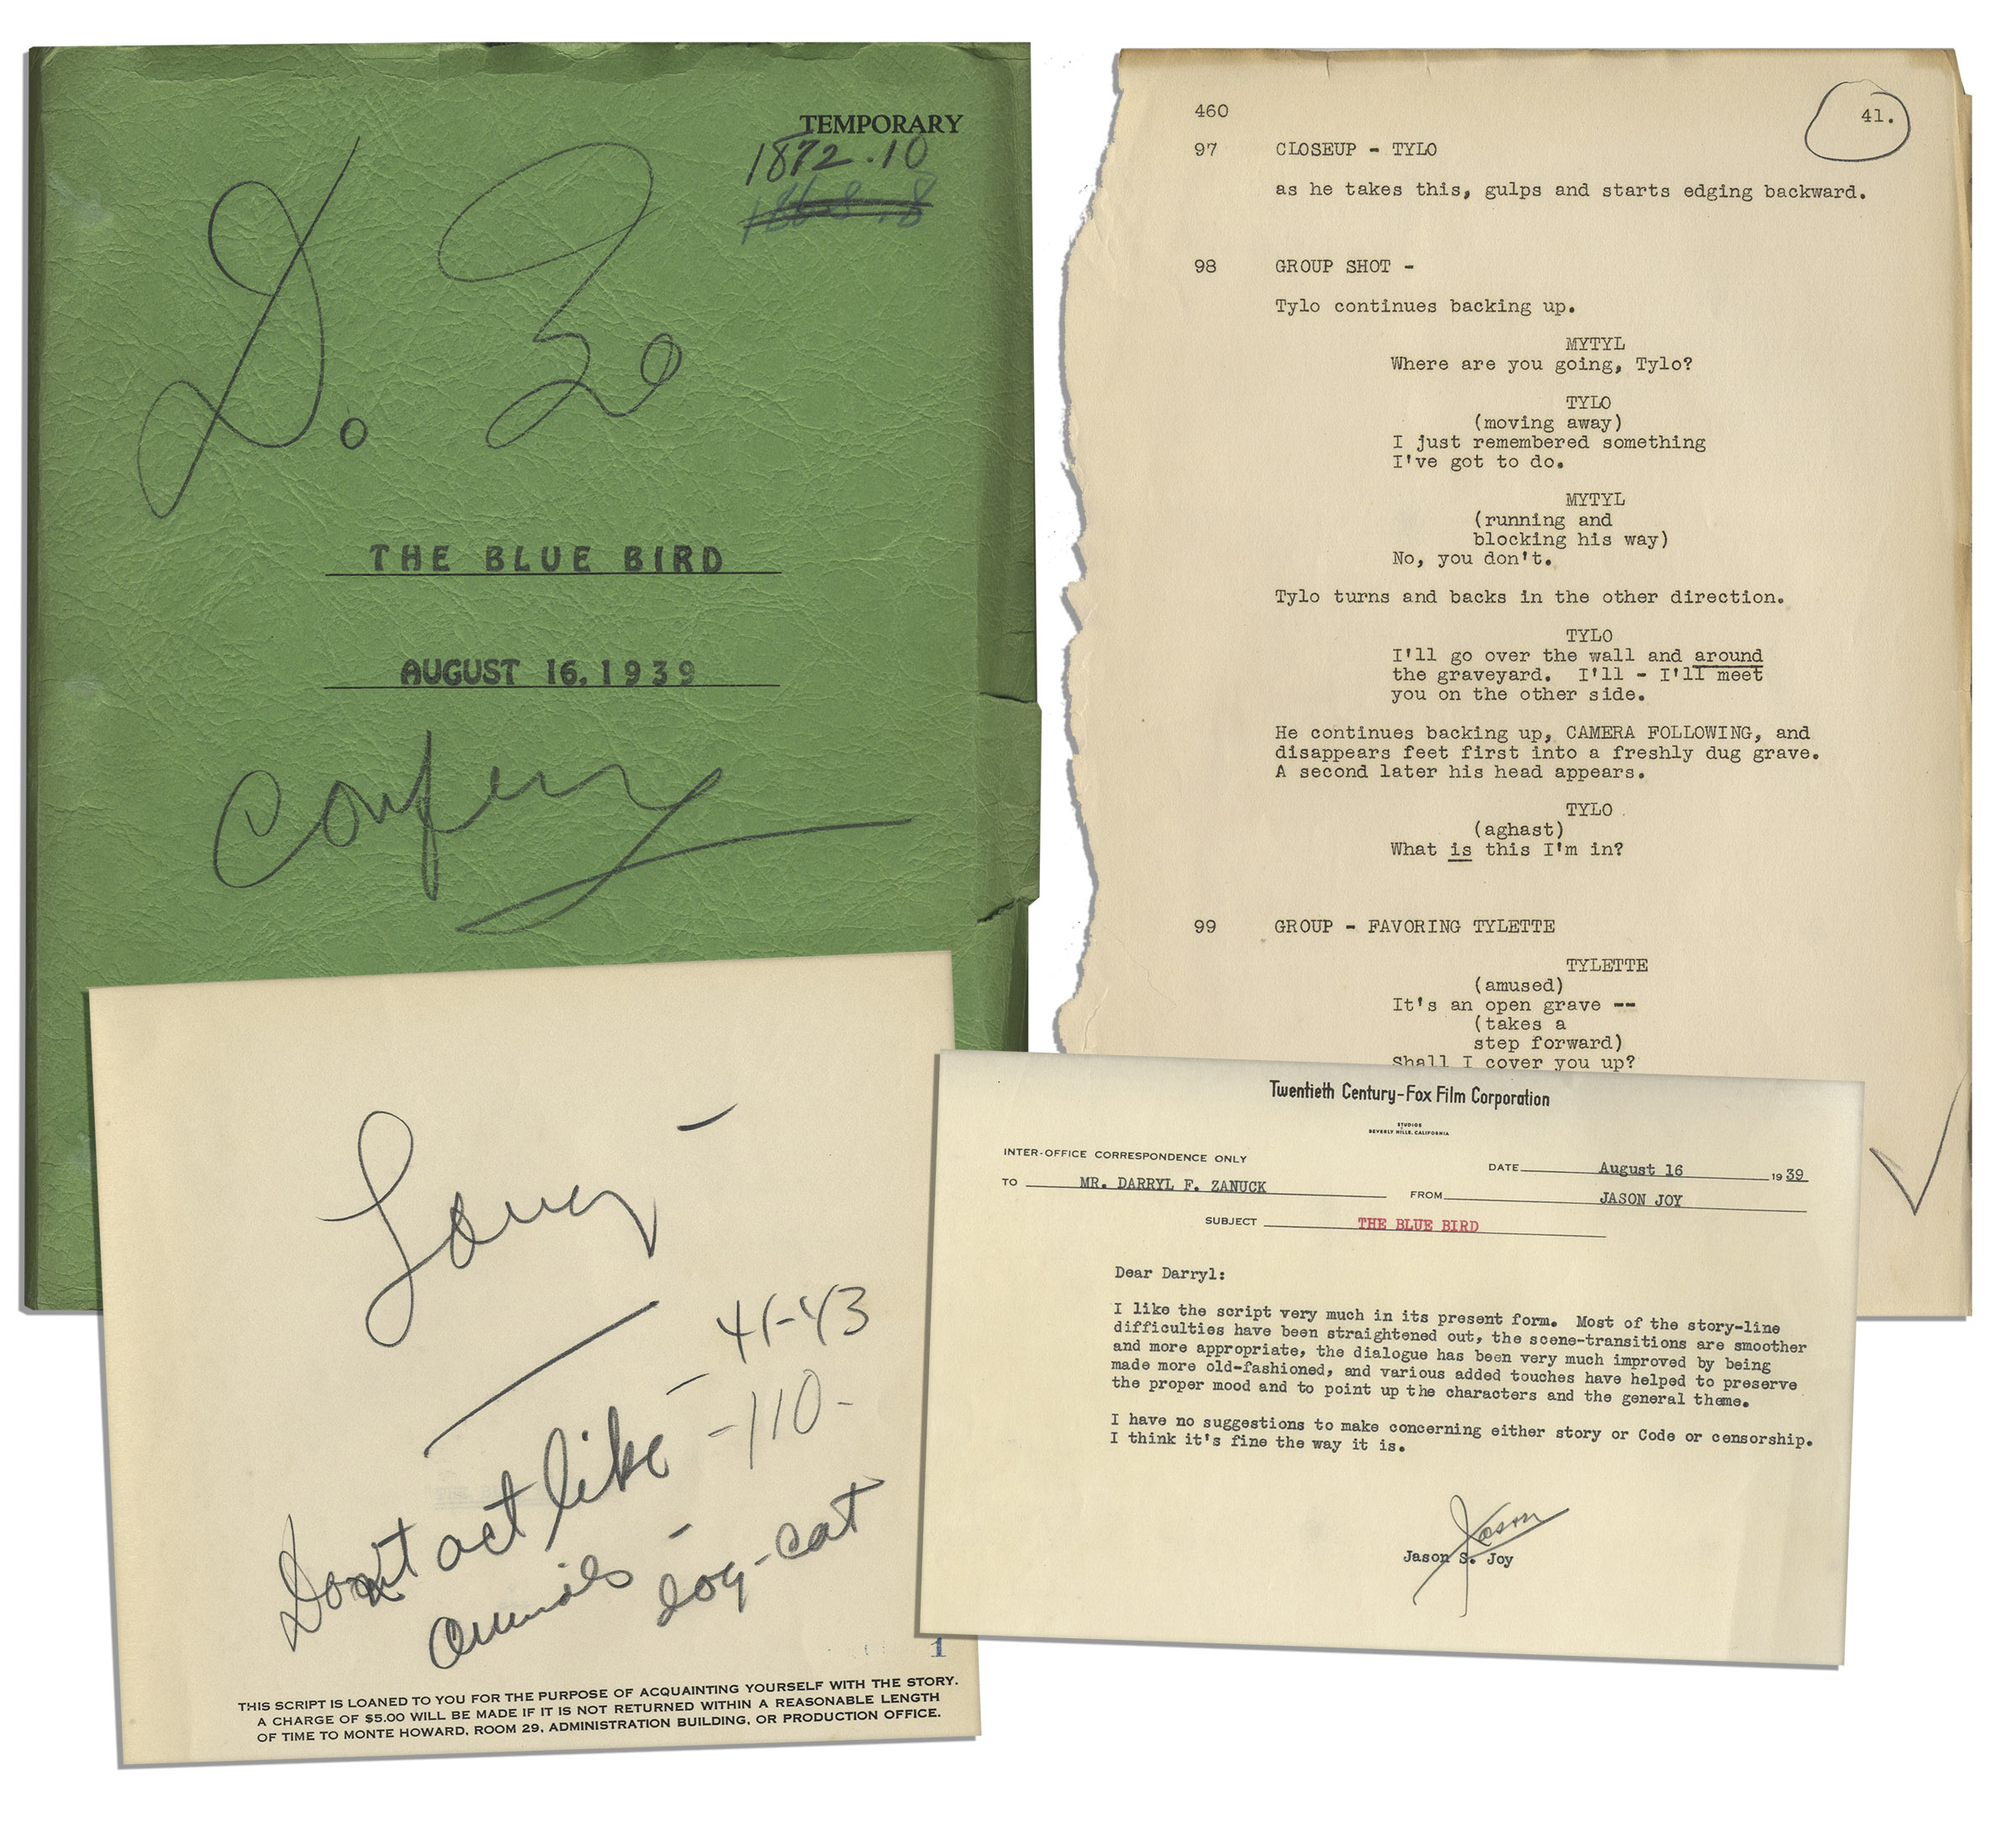 TEMPORARY
1872.10
1868.8
D. Z.
THE BLUE BIRD
AUGUST 16, 1939
460
41.
97 CLOSEUP - TYLO
as he takes this, gulps and starts edging backward.
98 GROUP SHOT -
Tylo continues backing up.
MYTYL
Where are you going, Tylo?
TYLO
(moving away)
I just remembered something
I've got to do.
MYTYL
(running and
blocking his way)
No, you don't.
Tylo turns and backs in the other direction.
TYLO
I'll go over the wall and around
the graveyard. I'll - I'll meet
you on the other side.
He continues backing up, CAMERA FOLLOWING, and
disappears feet first into a freshly dug grave.
A second later his head appears.
TYLO
(aghast)
What is this I'm in?
99 GROUP - FAVORING TYLETTE
TYLETTE
(amused)
It's an open grave --
(takes a
step forward)
Shall I cover you up?
41-43
-110-
Don't act like -
animals -
dog-cat
1
THIS SCRIPT IS LOANED TO YOU FOR THE PURPOSE OF ACQUAINTING YOURSELF WITH THE STORY.
A CHARGE OF $5.00 WILL BE MADE IF IT IS NOT RETURNED WITHIN A REASONABLE LENGTH
OF TIME TO MONTE HOWARD, ROOM 29, ADMINISTRATION BUILDING, OR PRODUCTION OFFICE.
Twentieth Century-Fox Film Corporation
STUDIOS
BEVERLY HILLS, CALIFORNIA
INTER-OFFICE CORRESPONDENCE ONLY
DATE August 16 1939
TO MR. DARRYL F. ZANUCK
FROM JASON JOY
SUBJECT THE BLUE BIRD
Dear Darryl:
I like the script very much in its present form. Most of the story-line
difficulties have been straightened out, the scene-transitions are smoother
and more appropriate, the dialogue has been very much improved by being
made more old-fashioned, and various added touches have helped to preserve
the proper mood and to point up the characters and the general theme.
I have no suggestions to make concerning either story or Code or censorship.
I think it's fine the way it is.
Jason
Jason S. Joy